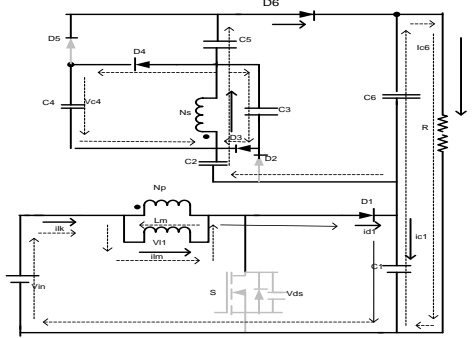 D6
D5
C5
D4
Ic6
C4
Vc4
Ns
C3
C6
R
D3
D2
C2
Np
D1
Lm
ilk
Vl1
id1
ic1
ilm
C1
Vin
S
Vds